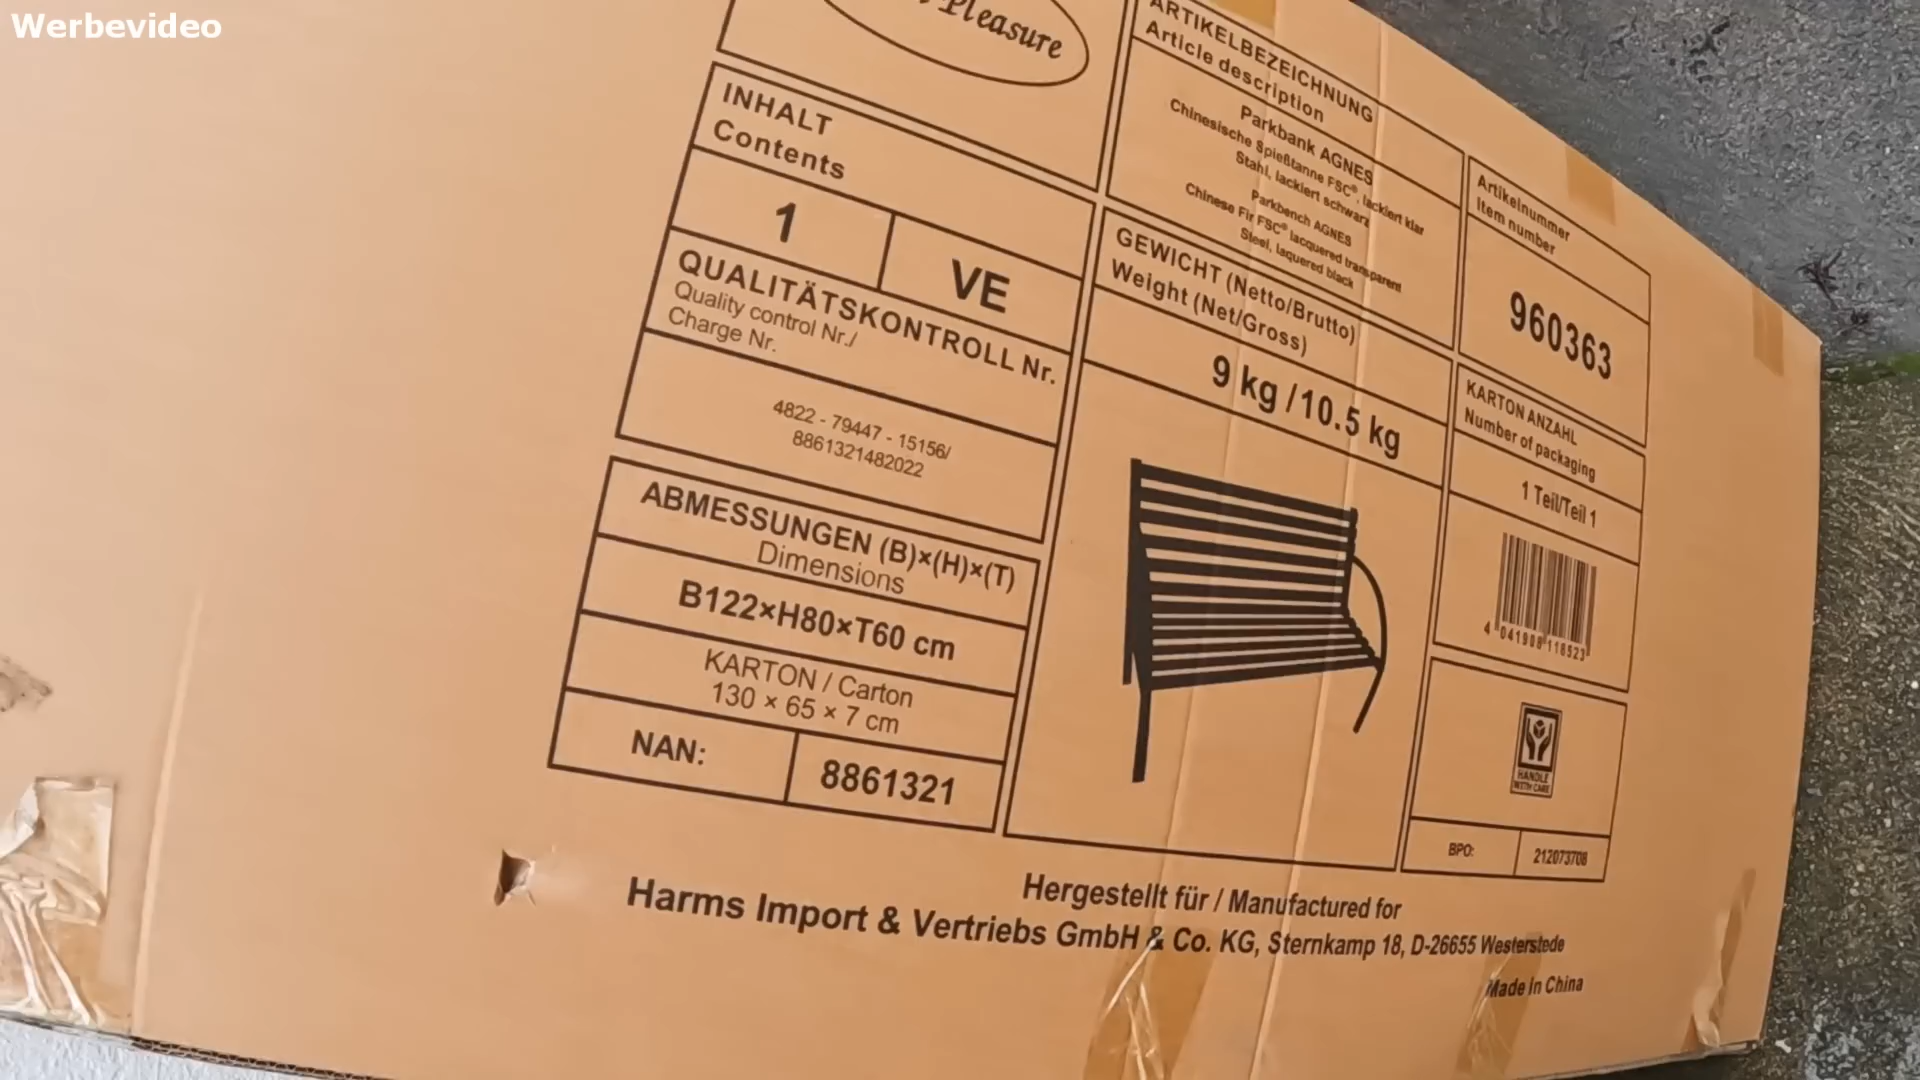 Werbevideo
Pleasure
INHALT
Contents
1
VE
QUALITÄTSKONTROLL Nr.
Quality control Nr./
Charge Nr.
4822 - 79447 - 15156/
8861321482022
ABMESSUNGEN (B)×(H)×(T)
Dimensions
B122×H80×T60 cm
KARTON / Carton
130 × 65 × 7 cm
NAN:
8861321
ARTIKELBEZEICHNUNG
Article description
Parkbank AGNES
Chinesische Spießtanne FSC®, lackiert klar
Stahl, lackiert schwarz
Parkbench AGNES
Chinese Fir FSC® lacquered transparent
Steel, laquered black
GEWICHT (Netto/Brutto)
Weight (Net/Gross)
9 kg / 10.5 kg
Artikelnummer
Item number
960363
KARTON ANZAHL
Number of packaging
1 Teil/Teil 1
4 041908 118523
HANDLE
WITH CARE
BPO:
212073708
Hergestellt für / Manufactured for
Harms Import & Vertriebs GmbH & Co. KG, Sternkamp 18, D-26655 Westerstede
Made in China